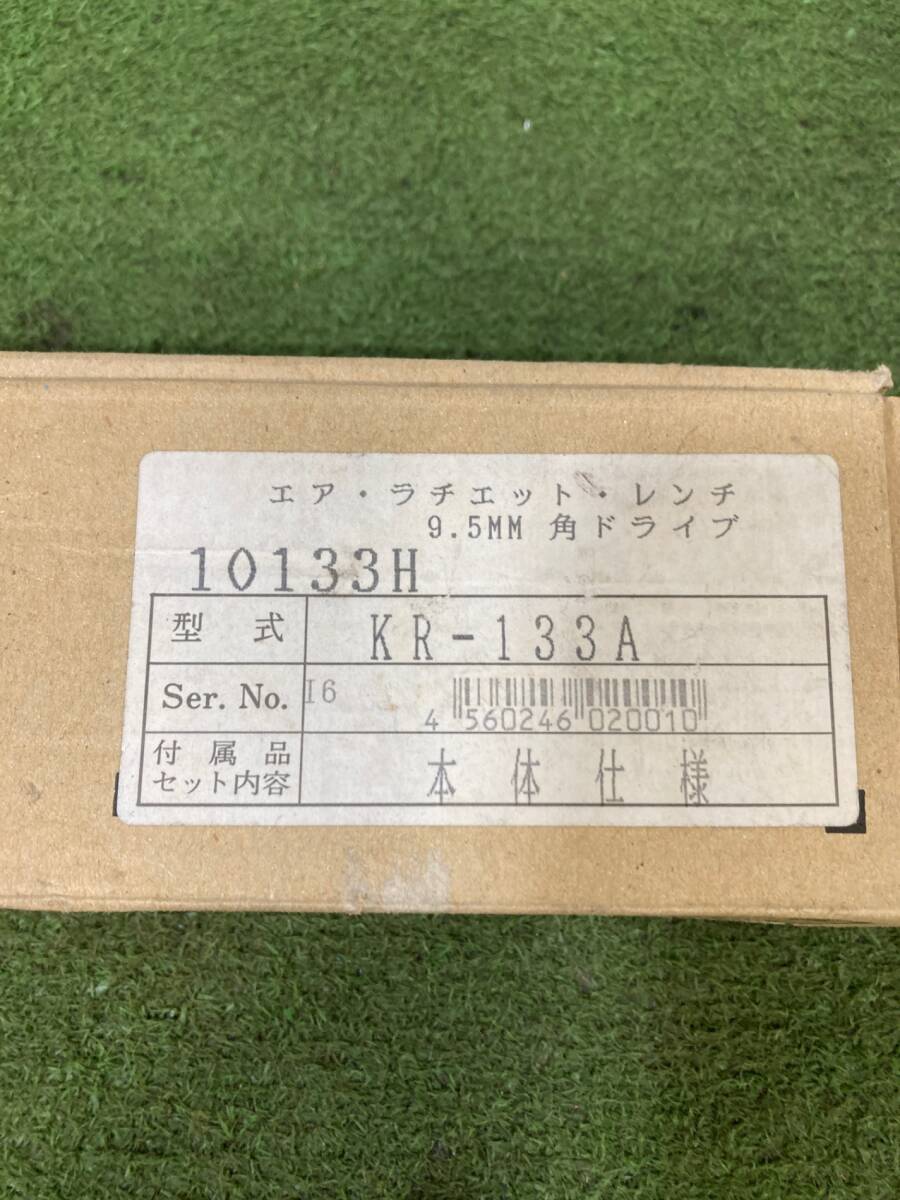 エア・ラチエット・レンチ
9.5MM 角ドライブ
10133H
型式 KR-133A
Ser. No. I6
4 560246 020010
付属品
セット内容 本体仕様